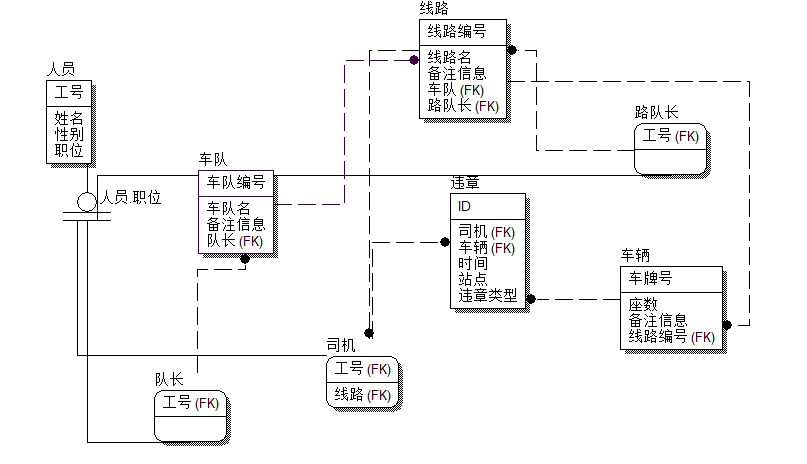 线路
线路编号
线路名
备注信息
车队 (FK)
路队长 (FK)
人员
工号
姓名
性别
职位
人员.职位
路队长
工号 (FK)
车队
车队编号
车队名
备注信息
队长 (FK)
违章
ID
司机 (FK)
车辆 (FK)
时间
站点
违章类型
车辆
车牌号
座数
备注信息
线路编号 (FK)
司机
工号 (FK)
线路 (FK)
队长
工号 (FK)